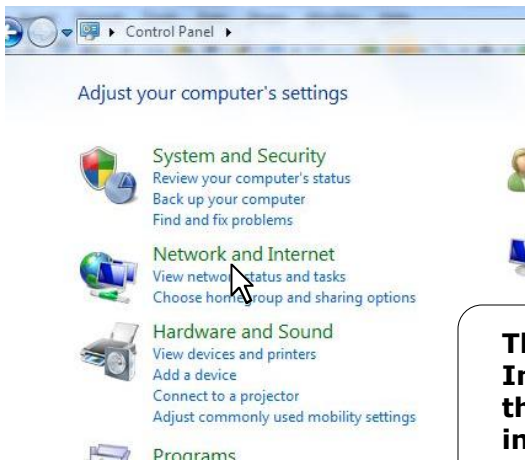 Control Panel
Adjust your computer's settings
System and Security
Review your computer's status
Back up your computer
Find and fix problems
Network and Internet
View network status and tasks
Choose homegroup and sharing options
Hardware and Sound
View devices and printers
Add a device
Connect to a projector
Adjust commonly used mobility settings
Programs